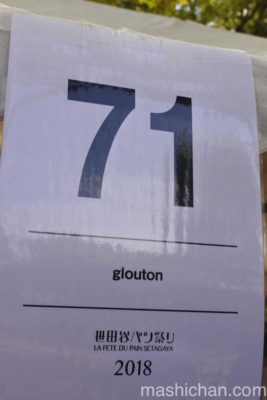 71
glouton
世田谷パン祭り
LA FETE DU PAIN SETAGAYA
2018
mashichan.com